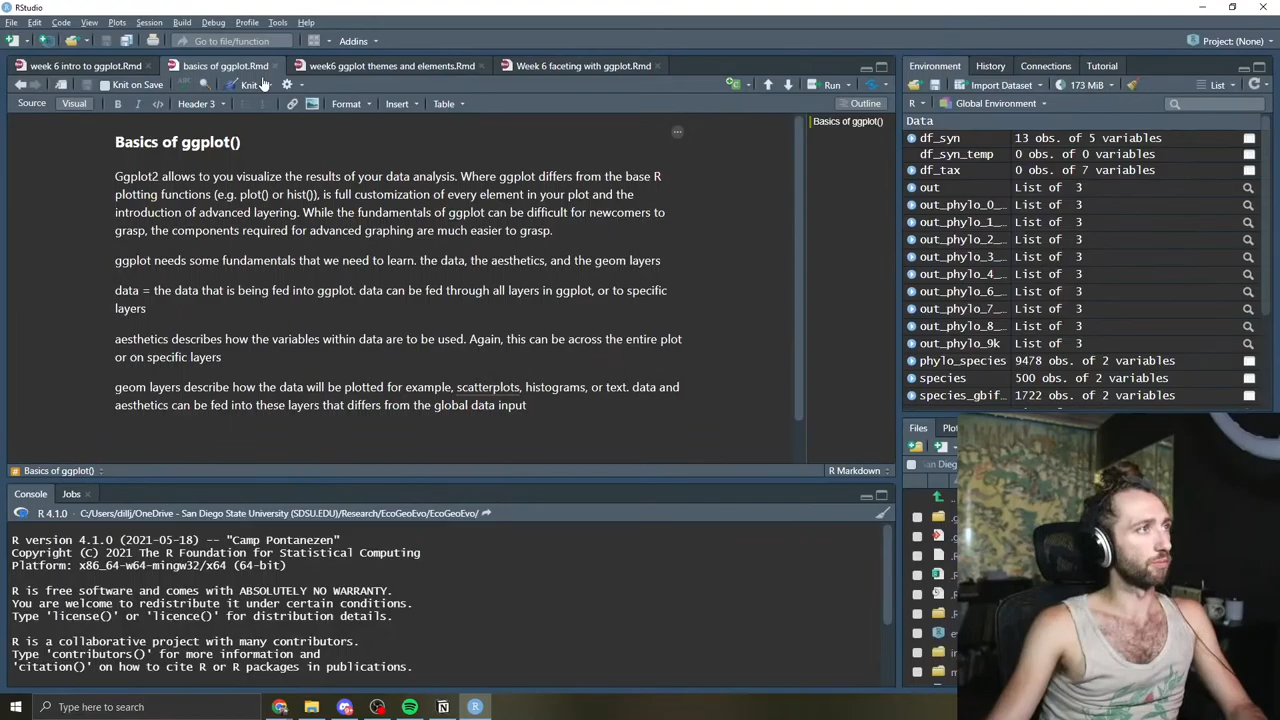 RStudio
File Edit Code View Plots Session Build Debug Profile Tools Help
Go to file/function Addins Project: (None)
week 6 intro to ggplot.Rmd basics of ggplot.Rmd week6 ggplot themes and elements.Rmd Week 6 faceting with ggplot.Rmd
Knit on Save Knit Run
Source Visual B I Header 3 Format Insert Table Outline
Basics of ggplot()
Ggplot2 allows to you visualize the results of your data analysis. Where ggplot differs from the base R
plotting functions (e.g. plot() or hist()), is full customization of every element in your plot and the
introduction of advanced layering. While the fundamentals of ggplot can be difficult for newcomers to
grasp, the components required for advanced graphing are much easier to grasp.
ggplot needs some fundamentals that we need to learn. the data, the aesthetics, and the geom layers
data = the data that is being fed into ggplot. data can be fed through all layers in ggplot, or to specific
layers
aesthetics describes how the variables within data are to be used. Again, this can be across the entire plot
or on specific layers
geom layers describe how the data will be plotted for example, scatterplots, histograms, or text. data and
aesthetics can be fed into these layers that differs from the global data input
Basics of ggplot()
Basics of ggplot() R Markdown
Console Jobs
R 4.1.0 · C:/Users/dillj/OneDrive - San Diego State University (SDSU.EDU)/Research/EcoGeoEvo/EcoGeoEvo/
R version 4.1.0 (2021-05-18) -- "Camp Pontanezen"
Copyright (C) 2021 The R Foundation for Statistical Computing
Platform: x86_64-w64-mingw32/x64 (64-bit)
R is free software and comes with ABSOLUTELY NO WARRANTY.
You are welcome to redistribute it under certain conditions.
Type 'license()' or 'licence()' for distribution details.
R is a collaborative project with many contributors.
Type 'contributors()' for more information and
'citation()' on how to cite R or R packages in publications.
Environment History Connections Tutorial
Import Dataset 173 MiB List
R Global Environment
Data
df_syn 13 obs. of 5 variables
df_syn_temp 0 obs. of 0 variables
df_tax 0 obs. of 7 variables
out List of 3
out_phylo_0_… List of 3
out_phylo_1_… List of 3
out_phylo_2_… List of 3
out_phylo_3_… List of 3
out_phylo_4_… List of 3
out_phylo_6_… List of 3
out_phylo_7_… List of 3
out_phylo_8_… List of 3
out_phylo_9k List of 3
phylo_species 9478 obs. of 2 variables
species 500 obs. of 2 variables
species_gbif… 1722 obs. of 2 variables
Files Plo
San Dieg
Type here to search